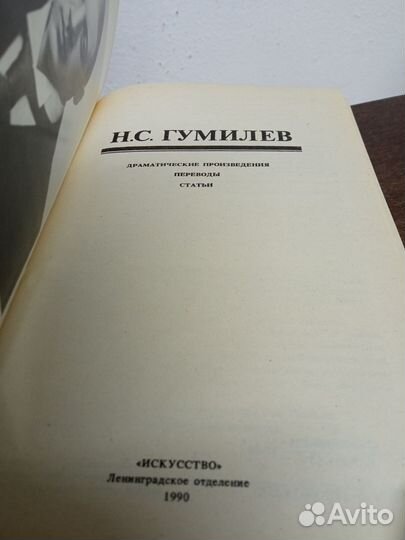 Н.С. ГУМИЛЕВ
ДРАМАТИЧЕСКИЕ ПРОИЗВЕДЕНИЯ
ПЕРЕВОДЫ
СТАТЬИ
«ИСКУССТВО»
Ленинградское отделение
1990
Avito